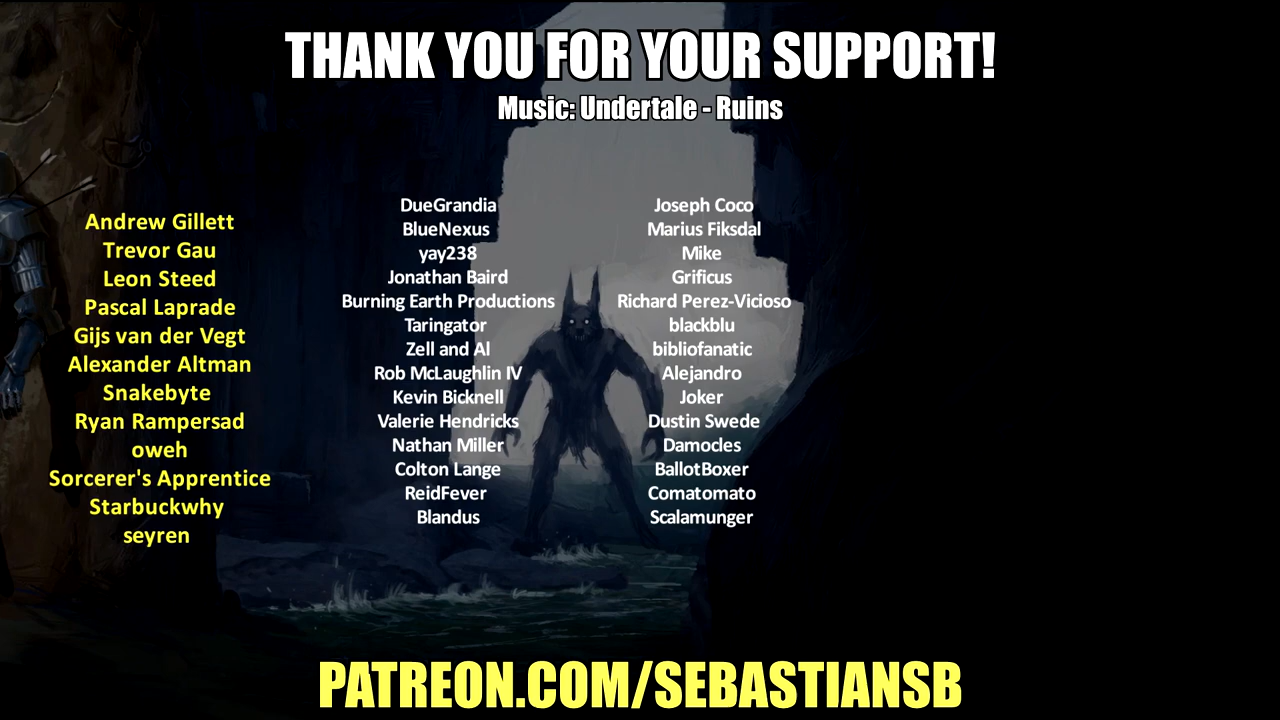 THANK YOU FOR YOUR SUPPORT!
Music: Undertale - Ruins
Andrew Gillett
Trevor Gau
Leon Steed
Pascal Laprade
Gijs van der Vegt
Alexander Altman
Snakebyte
Ryan Rampersad
oweh
Sorcerer's Apprentice
Starbuckwhy
seyren
DueGrandia
BlueNexus
yay238
Jonathan Baird
Burning Earth Productions
Taringator
Zell and Al
Rob McLaughlin IV
Kevin Bicknell
Valerie Hendricks
Nathan Miller
Colton Lange
ReidFever
Blandus
Joseph Coco
Marius Fiksdal
Mike
Grificus
Richard Perez-Vicioso
blackblu
bibliofanatic
Alejandro
Joker
Dustin Swede
Damocles
BallotBoxer
Comatomato
Scalamunger
PATREON.COM/SEBASTIANSB